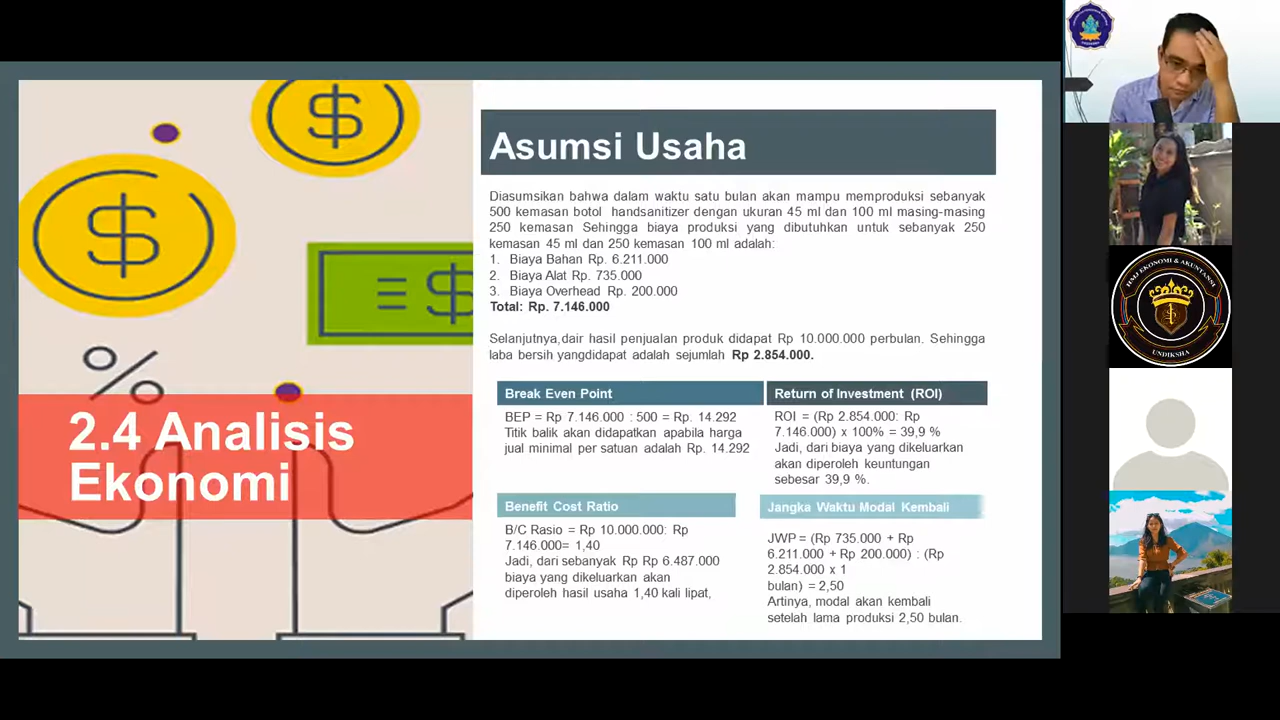 Asumsi Usaha
Diasumsikan bahwa dalam waktu satu bulan akan mampu memproduksi sebanyak
500 kemasan botol handsanitizer dengan ukuran 45 ml dan 100 ml masing-masing
250 kemasan Sehingga biaya produksi yang dibutuhkan untuk sebanyak 250
kemasan 45 ml dan 250 kemasan 100 ml adalah:
1. Biaya Bahan Rp. 6.211.000
2. Biaya Alat Rp. 735.000
3. Biaya Overhead Rp. 200.000
Total: Rp. 7.146.000
Selanjutnya,dair hasil penjualan produk didapat Rp 10.000.000 perbulan. Sehingga
laba bersih yangdidapat adalah sejumlah Rp 2.854.000.
2.4 Analisis
Ekonomi
Break Even Point
BEP = Rp 7.146.000 : 500 = Rp. 14.292
Titik balik akan didapatkan apabila harga
jual minimal per satuan adalah Rp. 14.292
Return of Investment (ROI)
ROI = (Rp 2.854.000: Rp
7.146.000) x 100% = 39,9 %
Jadi, dari biaya yang dikeluarkan
akan diperoleh keuntungan
sebesar 39,9 %.
Benefit Cost Ratio
B/C Rasio = Rp 10.000.000: Rp
7.146.000= 1,40
Jadi, dari sebanyak Rp Rp 6.487.000
biaya yang dikeluarkan akan
diperoleh hasil usaha 1,40 kali lipat,
Jangka Waktu Modal Kembali
JWP = (Rp 735.000 + Rp
6.211.000 + Rp 200.000) : (Rp
2.854.000 x 1
bulan) = 2,50
Artinya, modal akan kembali
setelah lama produksi 2,50 bulan.
HMJ EKONOMI & AKUNTANSI
UNDIKSHA